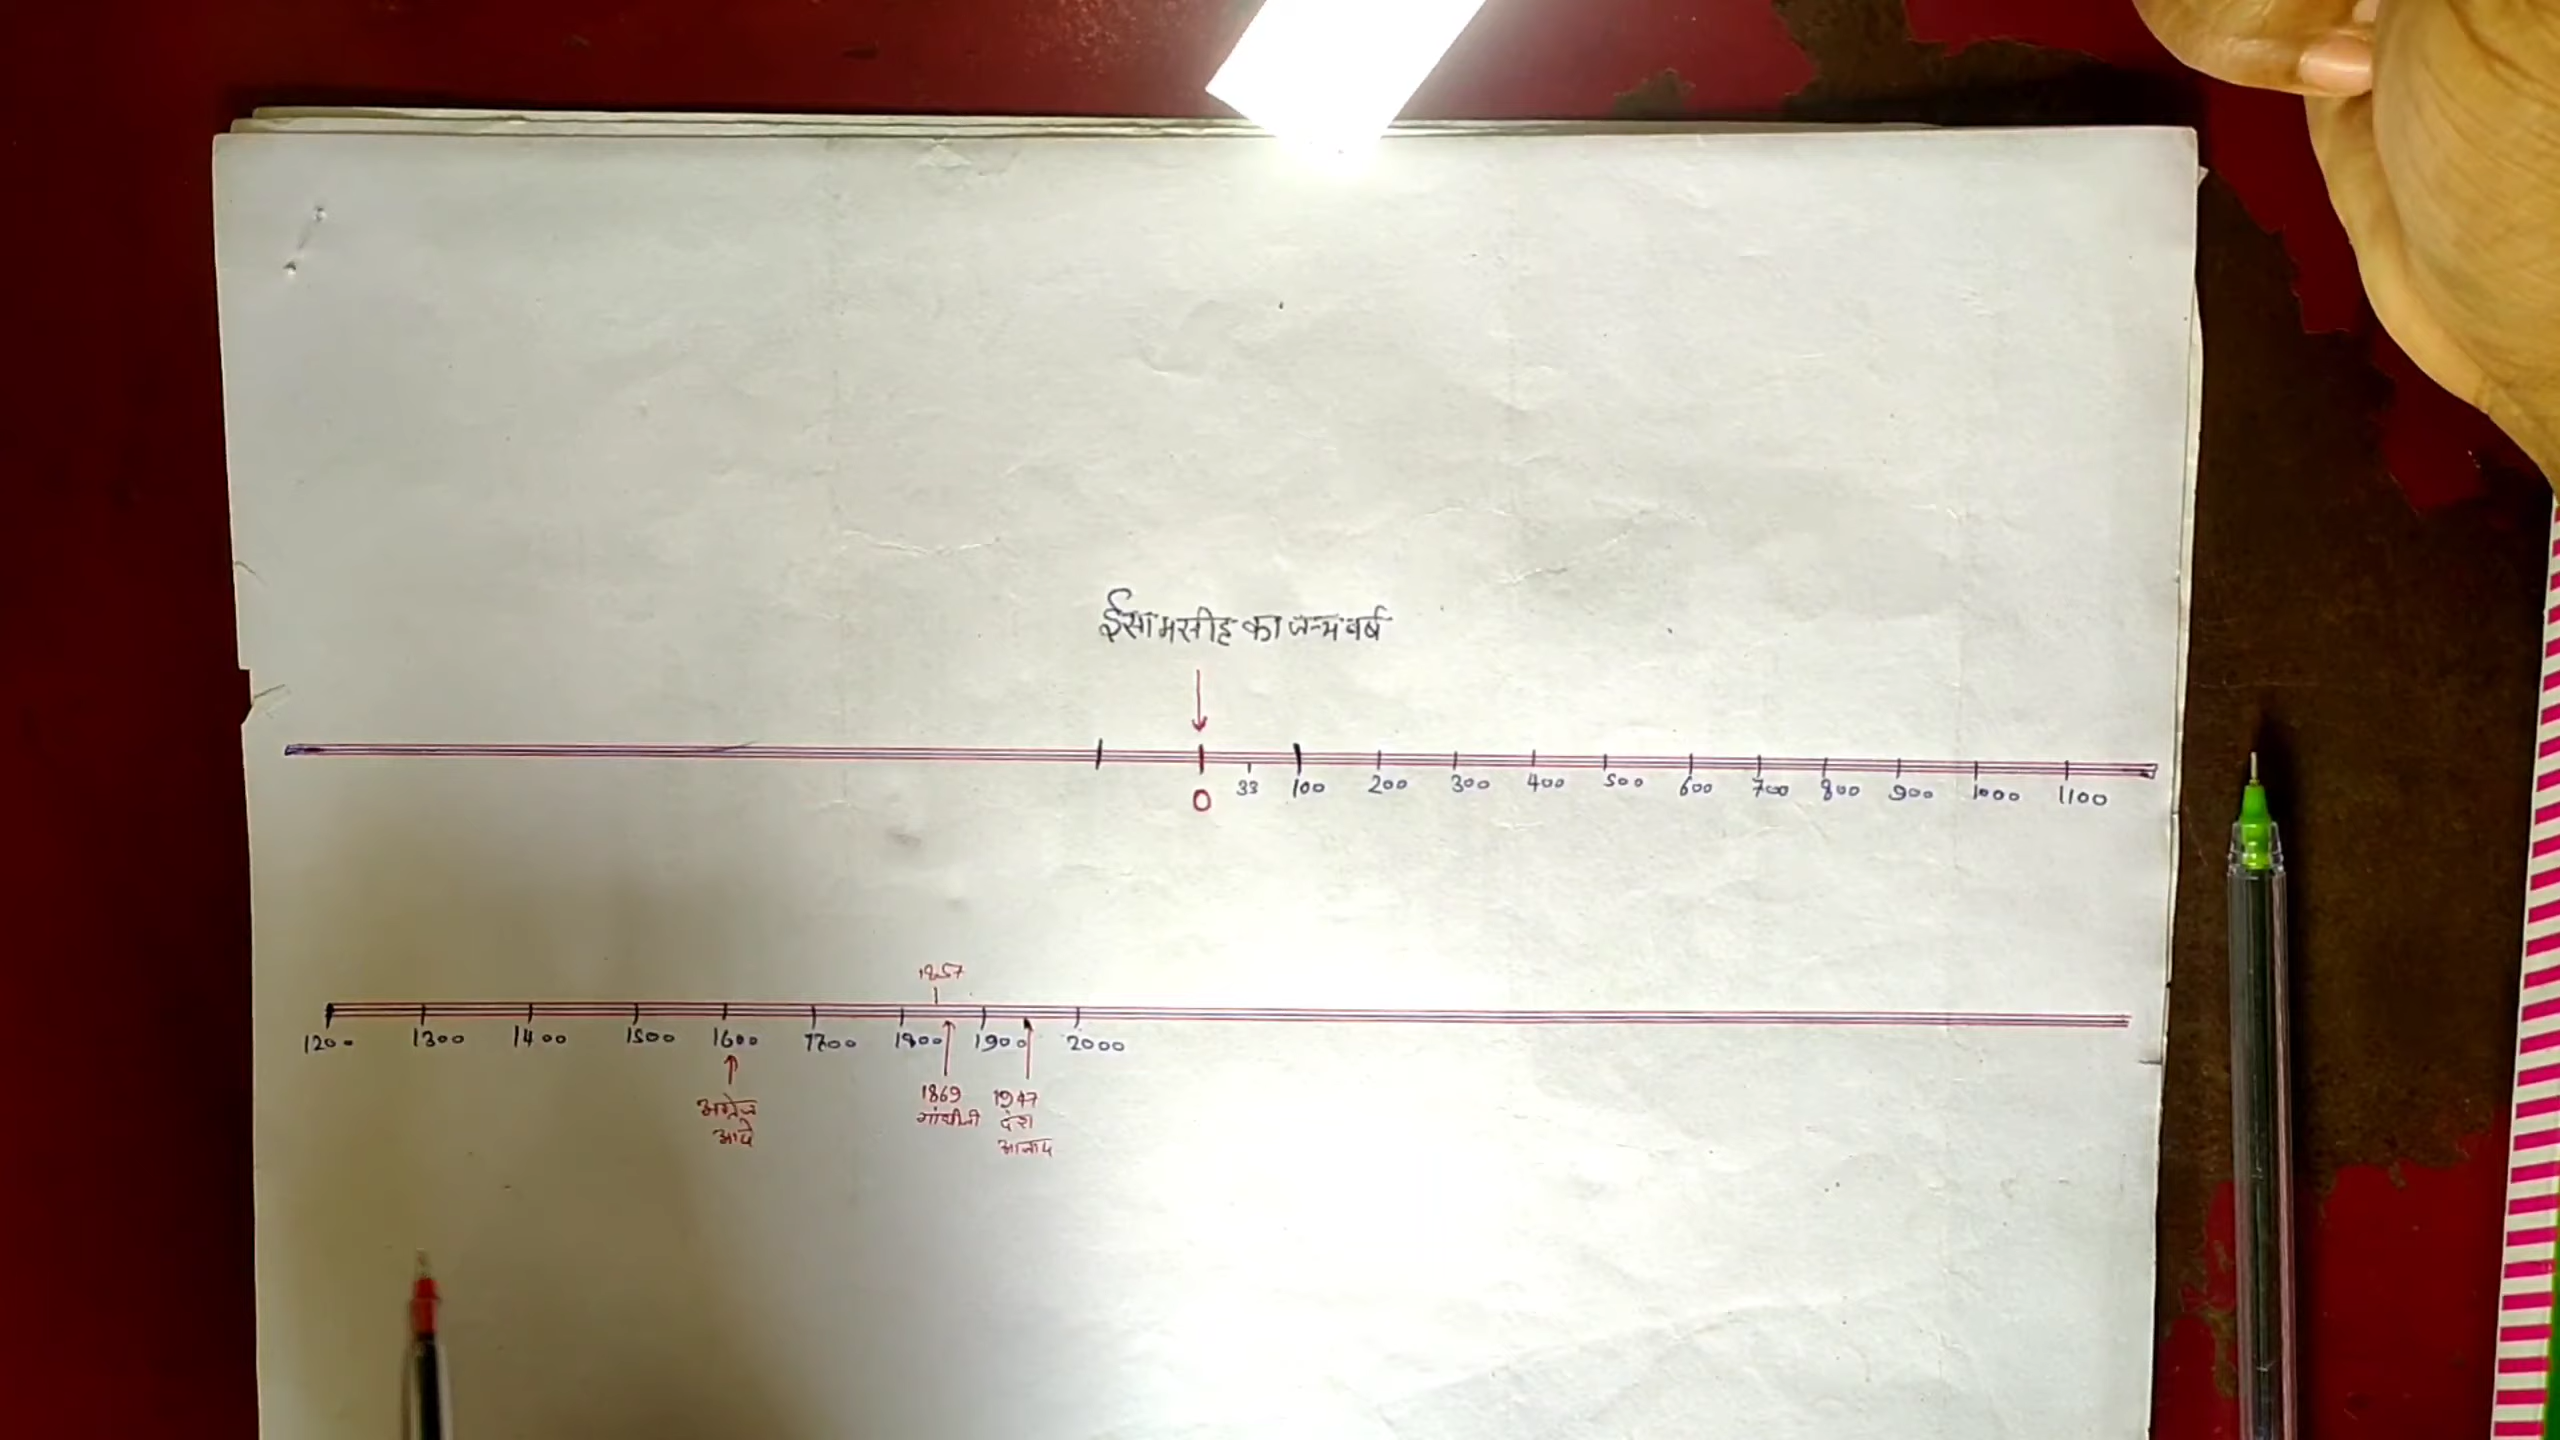 ईसा मसीह का जन्म वर्ष
0 33 100 200 300 400 500 600 700 800 900 1000 1100
1857
1200 1300 1400 1500 1600 1700 1800 1900 2000
अंग्रेज 1869 1947
आये गांधीजी देश
आजाद